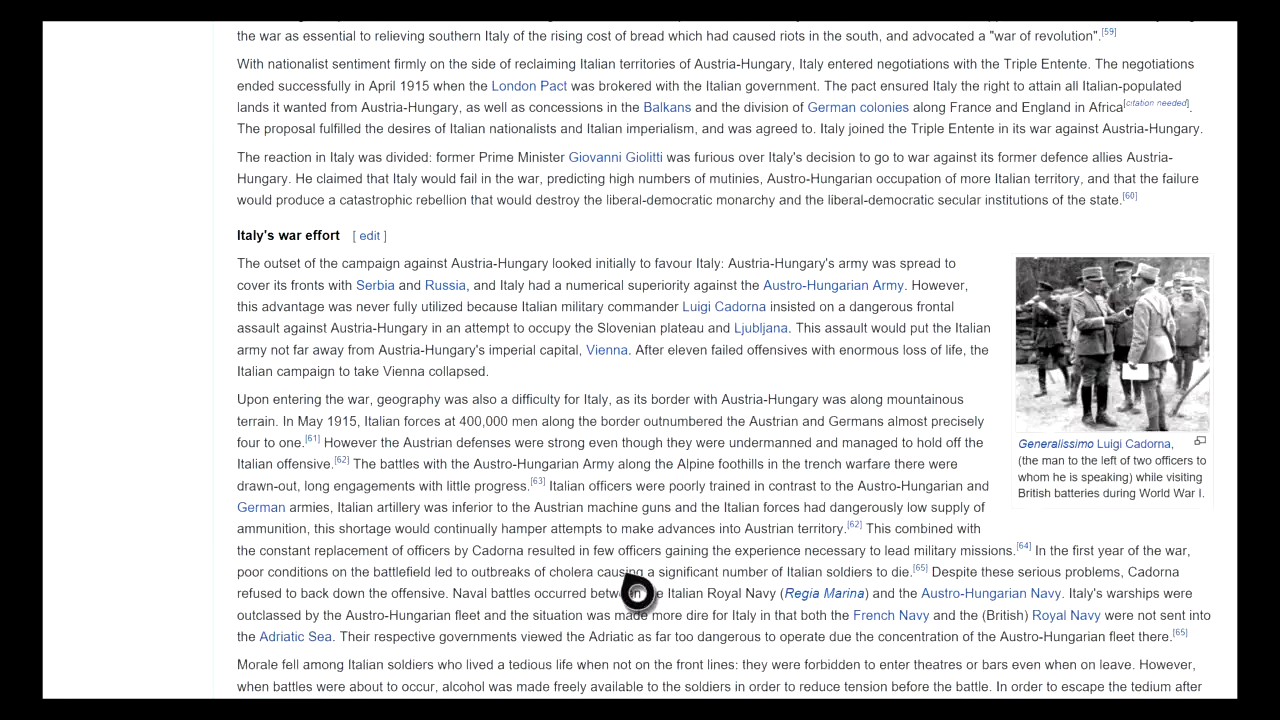 the war as essential to relieving southern Italy of the rising cost of bread which had caused riots in the south, and advocated a "war of revolution".[59]
With nationalist sentiment firmly on the side of reclaiming Italian territories of Austria-Hungary, Italy entered negotiations with the Triple Entente. The negotiations
ended successfully in April 1915 when the London Pact was brokered with the Italian government. The pact ensured Italy the right to attain all Italian-populated
lands it wanted from Austria-Hungary, as well as concessions in the Balkans and the division of German colonies along France and England in Africa[citation needed].
The proposal fulfilled the desires of Italian nationalists and Italian imperialism, and was agreed to. Italy joined the Triple Entente in its war against Austria-Hungary.
The reaction in Italy was divided: former Prime Minister Giovanni Giolitti was furious over Italy's decision to go to war against its former defence allies Austria-
Hungary. He claimed that Italy would fail in the war, predicting high numbers of mutinies, Austro-Hungarian occupation of more Italian territory, and that the failure
would produce a catastrophic rebellion that would destroy the liberal-democratic monarchy and the liberal-democratic secular institutions of the state.[60]
Italy's war effort [ edit ]
The outset of the campaign against Austria-Hungary looked initially to favour Italy: Austria-Hungary's army was spread to
cover its fronts with Serbia and Russia, and Italy had a numerical superiority against the Austro-Hungarian Army. However,
this advantage was never fully utilized because Italian military commander Luigi Cadorna insisted on a dangerous frontal
assault against Austria-Hungary in an attempt to occupy the Slovenian plateau and Ljubljana. This assault would put the Italian
army not far away from Austria-Hungary's imperial capital, Vienna. After eleven failed offensives with enormous loss of life, the
Italian campaign to take Vienna collapsed.
Upon entering the war, geography was also a difficulty for Italy, as its border with Austria-Hungary was along mountainous
terrain. In May 1915, Italian forces at 400,000 men along the border outnumbered the Austrian and Germans almost precisely
four to one.[61] However the Austrian defenses were strong even though they were undermanned and managed to hold off the
Italian offensive.[62] The battles with the Austro-Hungarian Army along the Alpine foothills in the trench warfare there were
drawn-out, long engagements with little progress.[63] Italian officers were poorly trained in contrast to the Austro-Hungarian and
German armies, Italian artillery was inferior to the Austrian machine guns and the Italian forces had dangerously low supply of
ammunition, this shortage would continually hamper attempts to make advances into Austrian territory.[62] This combined with
the constant replacement of officers by Cadorna resulted in few officers gaining the experience necessary to lead military missions.[64] In the first year of the war,
poor conditions on the battlefield led to outbreaks of cholera causing a significant number of Italian soldiers to die.[65] Despite these serious problems, Cadorna
refused to back down the offensive. Naval battles occurred between the Italian Royal Navy (Regia Marina) and the Austro-Hungarian Navy. Italy's warships were
outclassed by the Austro-Hungarian fleet and the situation was made more dire for Italy in that both the French Navy and the (British) Royal Navy were not sent into
the Adriatic Sea. Their respective governments viewed the Adriatic as far too dangerous to operate due the concentration of the Austro-Hungarian fleet there.[65]
Morale fell among Italian soldiers who lived a tedious life when not on the front lines: they were forbidden to enter theatres or bars even when on leave. However,
when battles were about to occur, alcohol was made freely available to the soldiers in order to reduce tension before the battle. In order to escape the tedium after
Generalissimo Luigi Cadorna,
(the man to the left of two officers to
whom he is speaking) while visiting
British batteries during World War I.